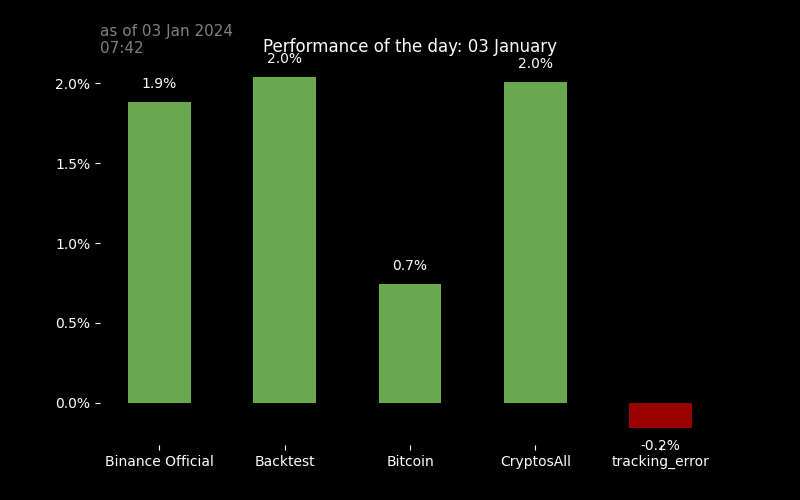 as of 03 Jan 2024
07:42
Performance of the day: 03 January
1.9%
2.0%
0.7%
2.0%
-0.2%
2.0%
1.5%
1.0%
0.5%
0.0%
Binance Official
Backtest
Bitcoin
CryptosAll
tracking_error